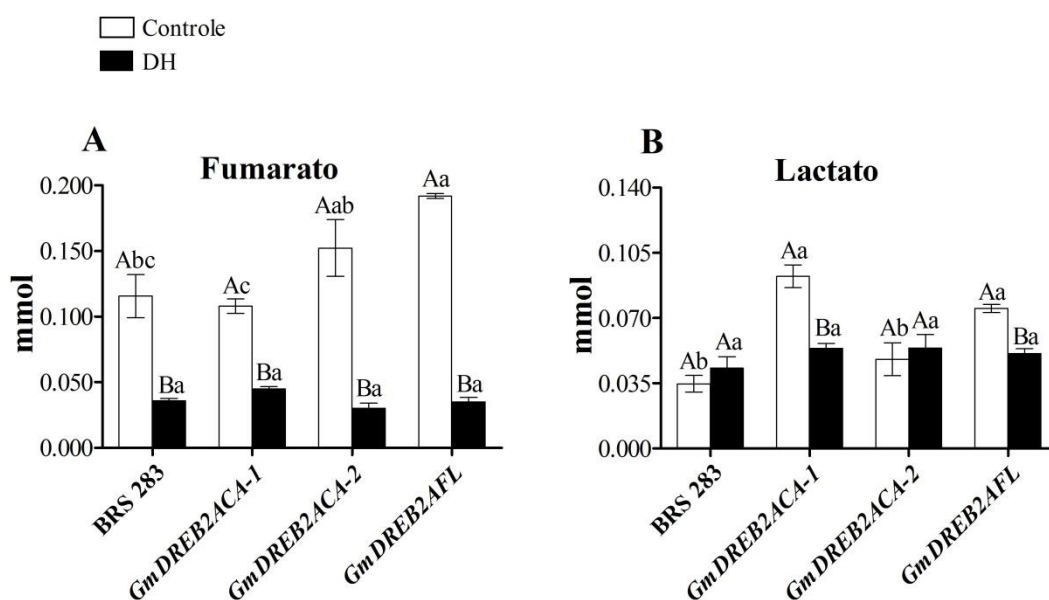 Controle
DH
A
Fumarato
mmol
0.200
0.150
0.100
0.050
0.000
Abc
Ba
Ac
Ba
Aab
Ba
Aa
Ba
BRS 283
GmDREB2ACA-1
GmDREB2ACA-2
GmDREB2AFL
B
Lactato
mmol
0.140
0.105
0.070
0.035
0.000
Ab
Aa
Aa
Ba
Ab
Aa
Aa
Ba
BRS 283
GmDREB2ACA-1
GmDREB2ACA-2
GmDREB2AFL